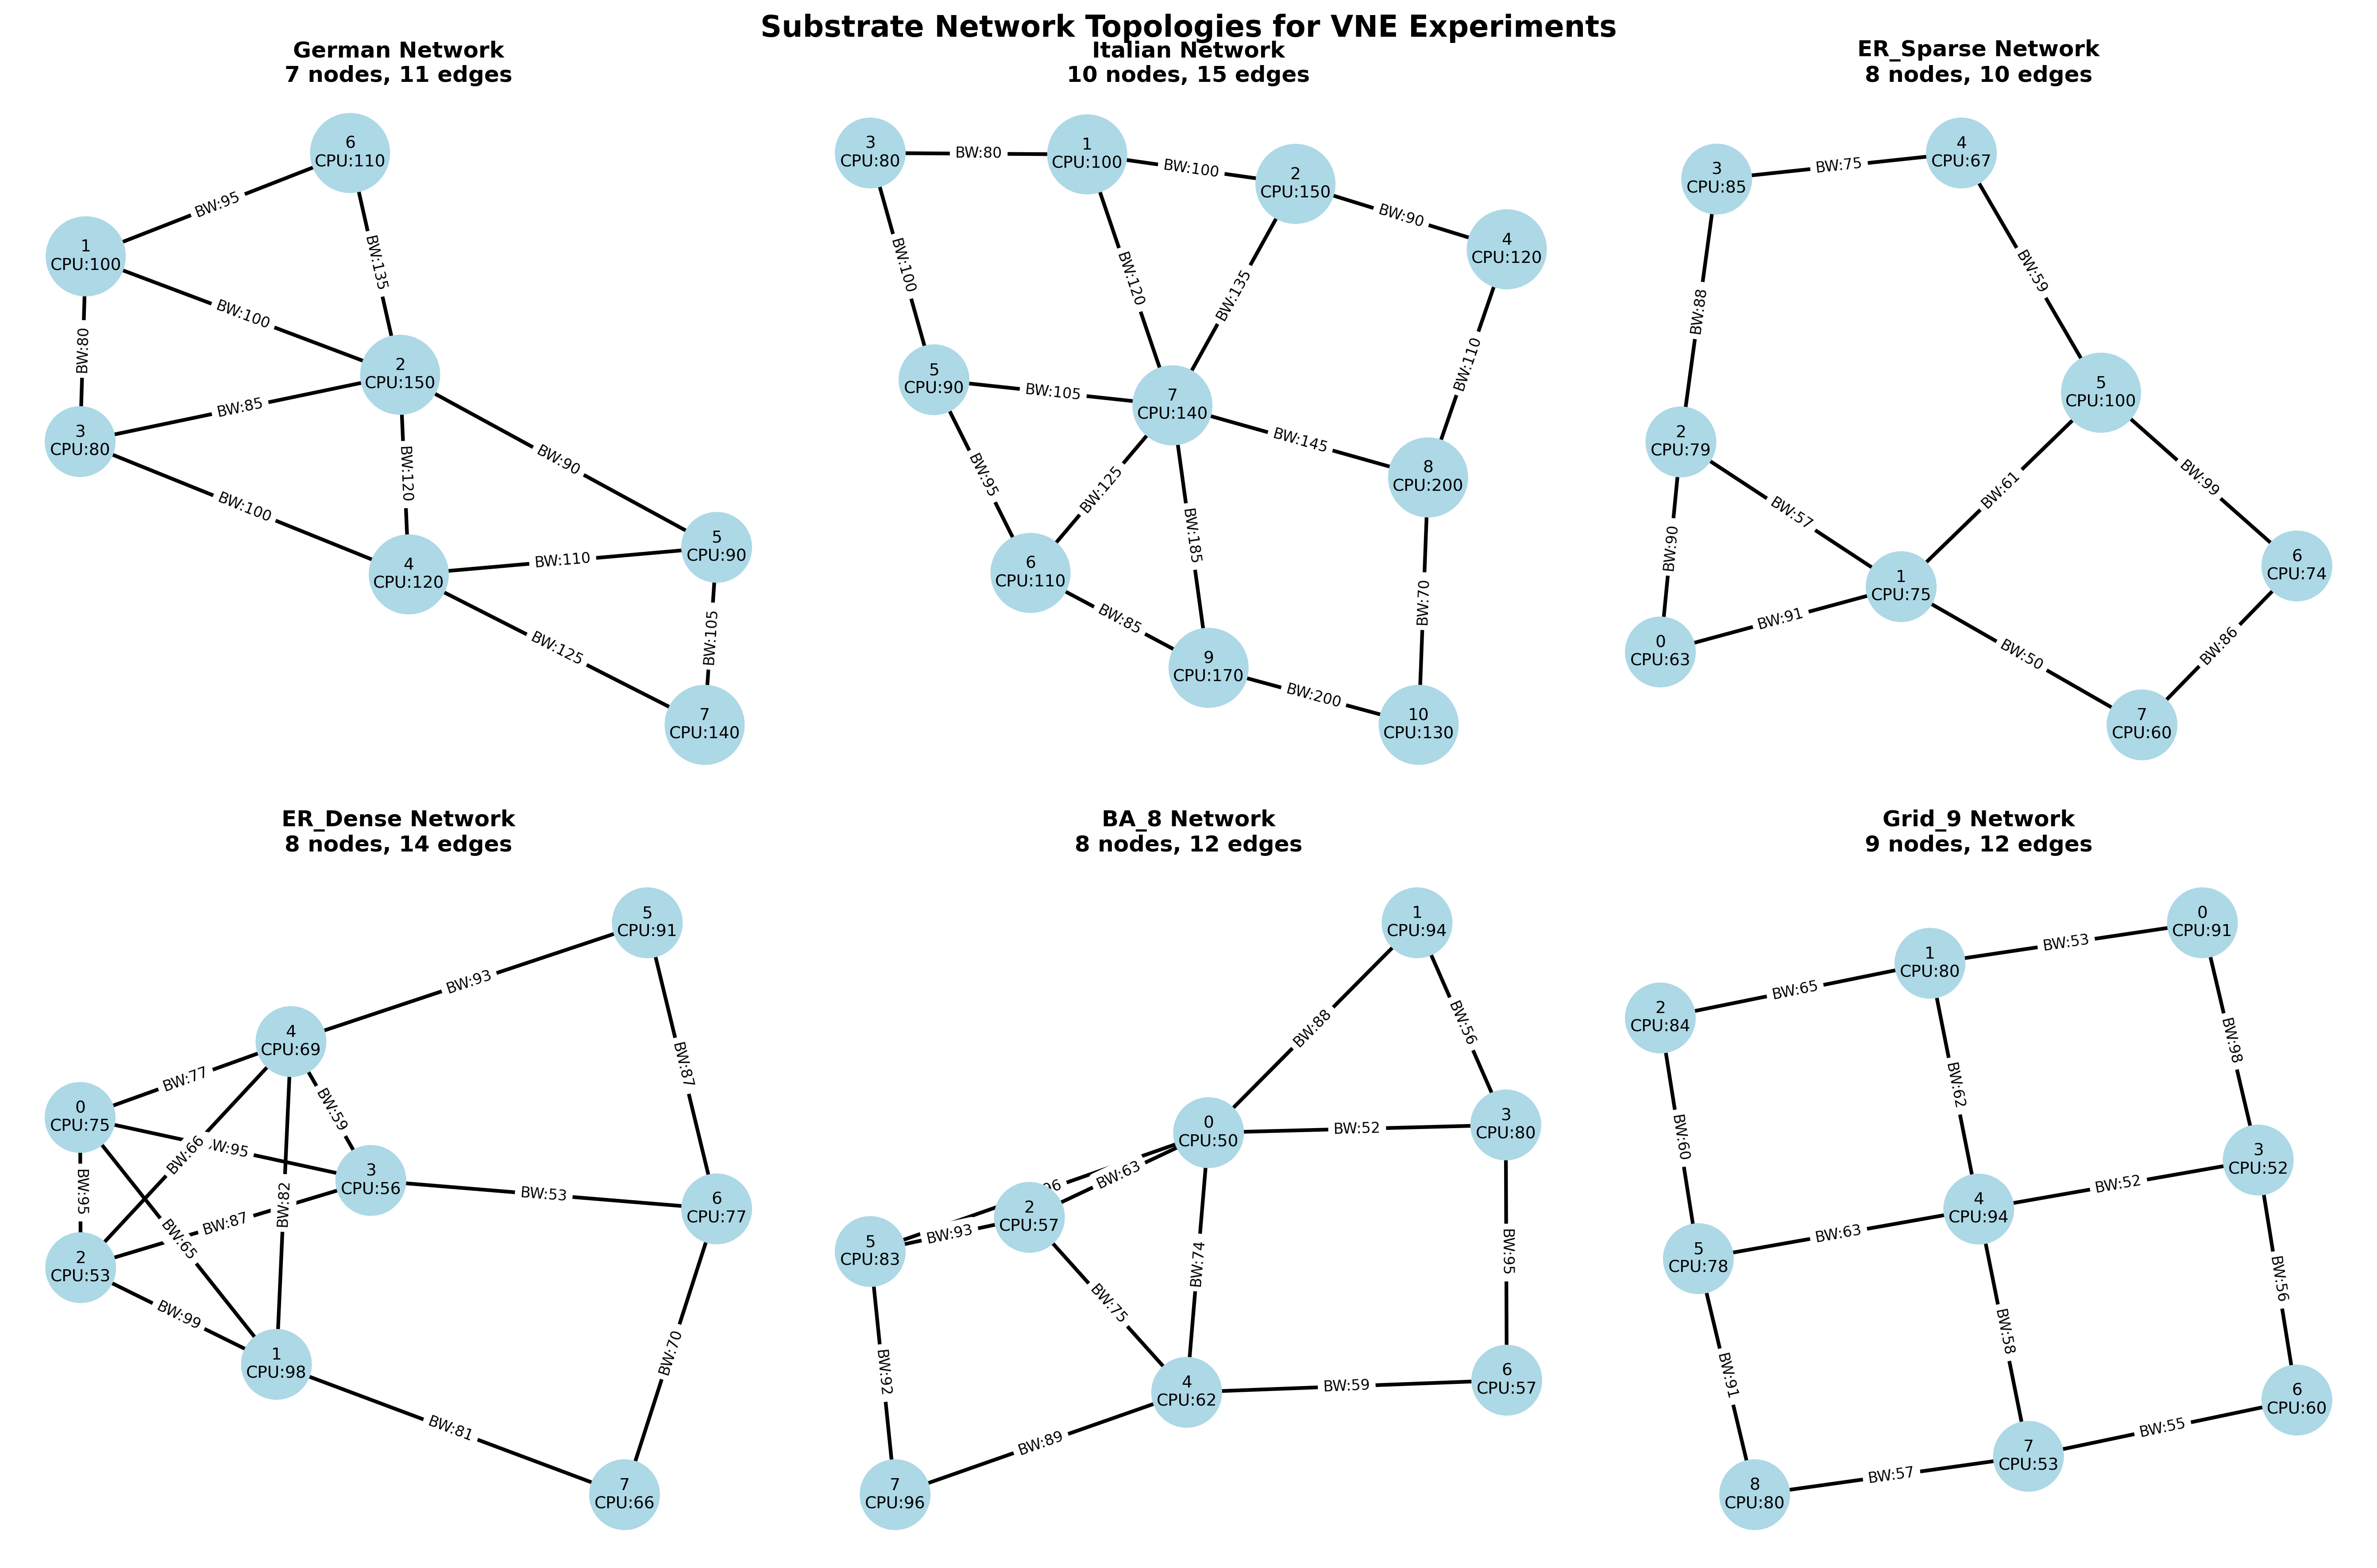 Substrate Network Topologies for VNE Experiments
German Network
7 nodes, 11 edges
6
CPU:110
BW:95
1
CPU:100
BW:135
BW:100
BW:80
2
CPU:150
BW:85
3
CPU:80
BW:120
BW:90
BW:100
5
CPU:90
BW:110
4
CPU:120
BW:125
BW:105
7
CPU:140
Italian Network
10 nodes, 15 edges
3
CPU:80
BW:80
1
CPU:100
BW:100
2
CPU:150
BW:90
4
CPU:120
BW:100
BW:120
BW:135
BW:110
5
CPU:90
BW:105
7
CPU:140
BW:145
8
CPU:200
BW:95
BW:125
BW:185
6
CPU:110
BW:70
BW:85
9
CPU:170
BW:200
10
CPU:130
ER_Sparse Network
8 nodes, 10 edges
3
CPU:85
BW:75
4
CPU:67
BW:59
BW:88
5
CPU:100
2
CPU:79
BW:61
BW:99
BW:57
BW:90
6
CPU:74
1
CPU:75
BW:91
0
CPU:63
BW:50
BW:86
7
CPU:60
ER_Dense Network
8 nodes, 14 edges
5
CPU:91
BW:93
4
CPU:69
BW:87
BW:77
BW:59
0
CPU:75
BW:66
W:95
3
CPU:56
BW:95
BW:82
BW:53
6
CPU:77
BW:87
BW:65
2
CPU:53
BW:99
1
CPU:98
BW:70
BW:81
7
CPU:66
BA_8 Network
8 nodes, 12 edges
1
CPU:94
BW:88
BW:56
0
CPU:50
BW:52
3
CPU:80
BW:63
96
2
CPU:57
BW:93
5
CPU:83
BW:74
BW:95
BW:75
BW:92
4
CPU:62
BW:59
6
CPU:57
BW:89
7
CPU:96
Grid_9 Network
9 nodes, 12 edges
0
CPU:91
BW:53
1
CPU:80
BW:65
2
CPU:84
BW:98
BW:62
BW:60
3
CPU:52
BW:52
4
CPU:94
BW:63
5
CPU:78
BW:56
BW:58
BW:91
6
CPU:60
BW:55
7
CPU:53
BW:57
8
CPU:80